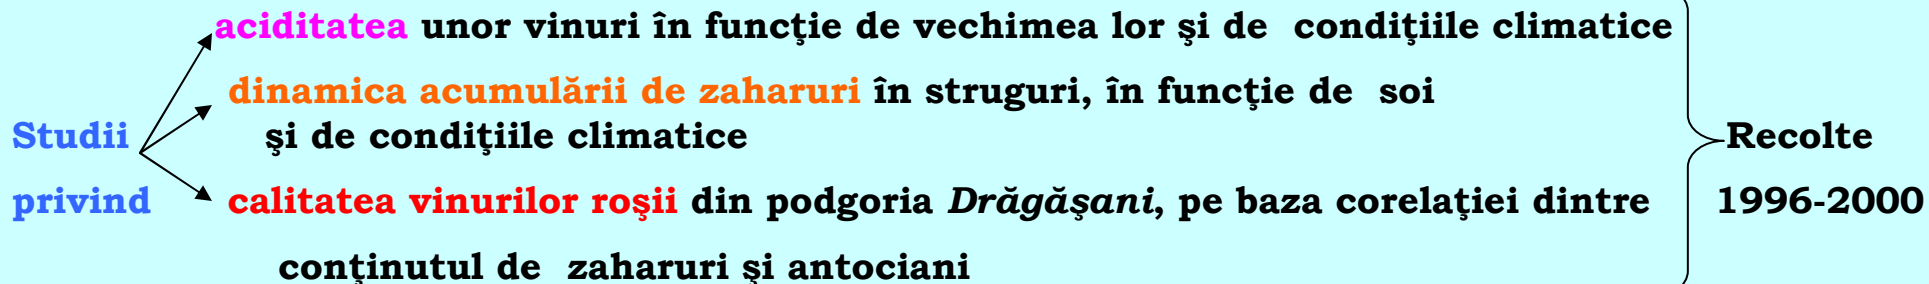 aciditatea unor vinuri în funcţie de vechimea lor şi de condiţiile climatice
dinamica acumulării de zaharuri în struguri, în funcţie de soi
Studii
şi de condiţiile climatice
Recolte
privind
calitatea vinurilor roşii din podgoria Drăgăşani, pe baza corelaţiei dintre
1996-2000
conţinutul de zaharuri şi antociani